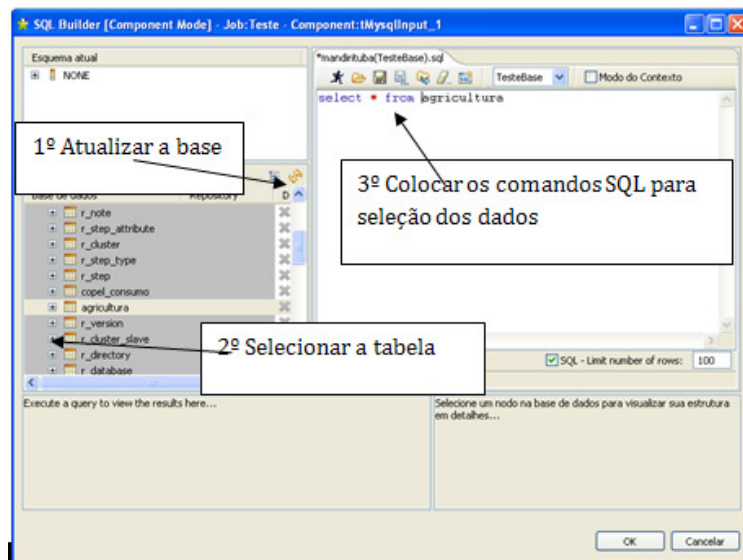 SQL Builder [Component Mode] - Job:Teste - Component:tMysqlInput_1
Esquema atual
NONE
*mandirituba(TesteBase).sql
TesteBase
Modo do Contexto
select * from agricultura
1º Atualizar a base
3º Colocar os comandos SQL para
seleção dos dados
Base de dados Repository D
r_note
r_step_attribute
r_cluster
r_step_type
r_step
copel_consumo
agricultura
r_version
r_cluster_slave
r_directory
r_database
2º Selecionar a tabela
SQL - Limit number of rows: 100
Execute a query to view the results here...
Selecione um nodo na base de dados para visualizar sua estrutura
em detalhes...
OK
Cancelar